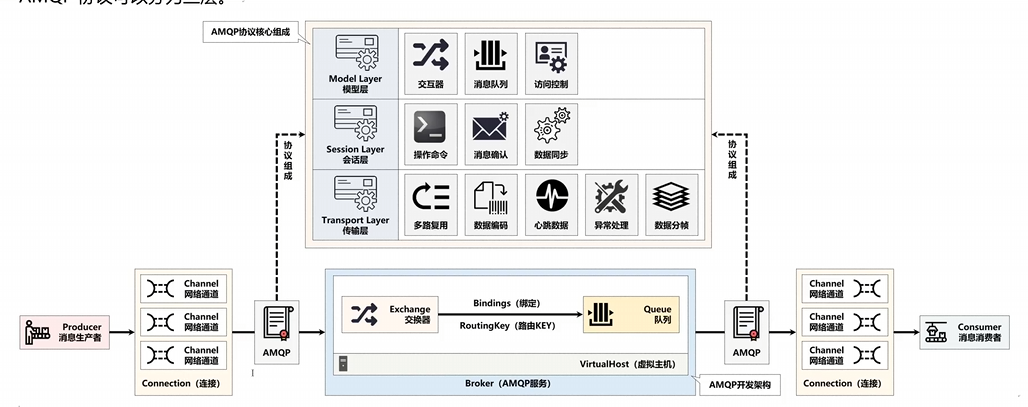 AMQP 协议可以分为三层。
AMQP协议核心组成
Model Layer
模型层
交互器
消息队列
访问控制
Session Layer
会话层
操作命令
消息确认
数据同步
Transport Layer
传输层
多路复用
数据编码
心跳数据
异常处理
数据分帧
协议组成
协议组成
Producer
消息生产者
Channel
网络通道
Channel
网络通道
Channel
网络通道
Connection（连接）
AMQP
Exchange
交换器
Bindings（绑定）
RoutingKey（路由KEY）
Queue
队列
VirtualHost（虚拟主机）
Broker（AMQP服务）
AMQP开发架构
AMQP
Channel
网络通道
Channel
网络通道
Channel
网络通道
Connection（连接）
Consumer
消息消费者